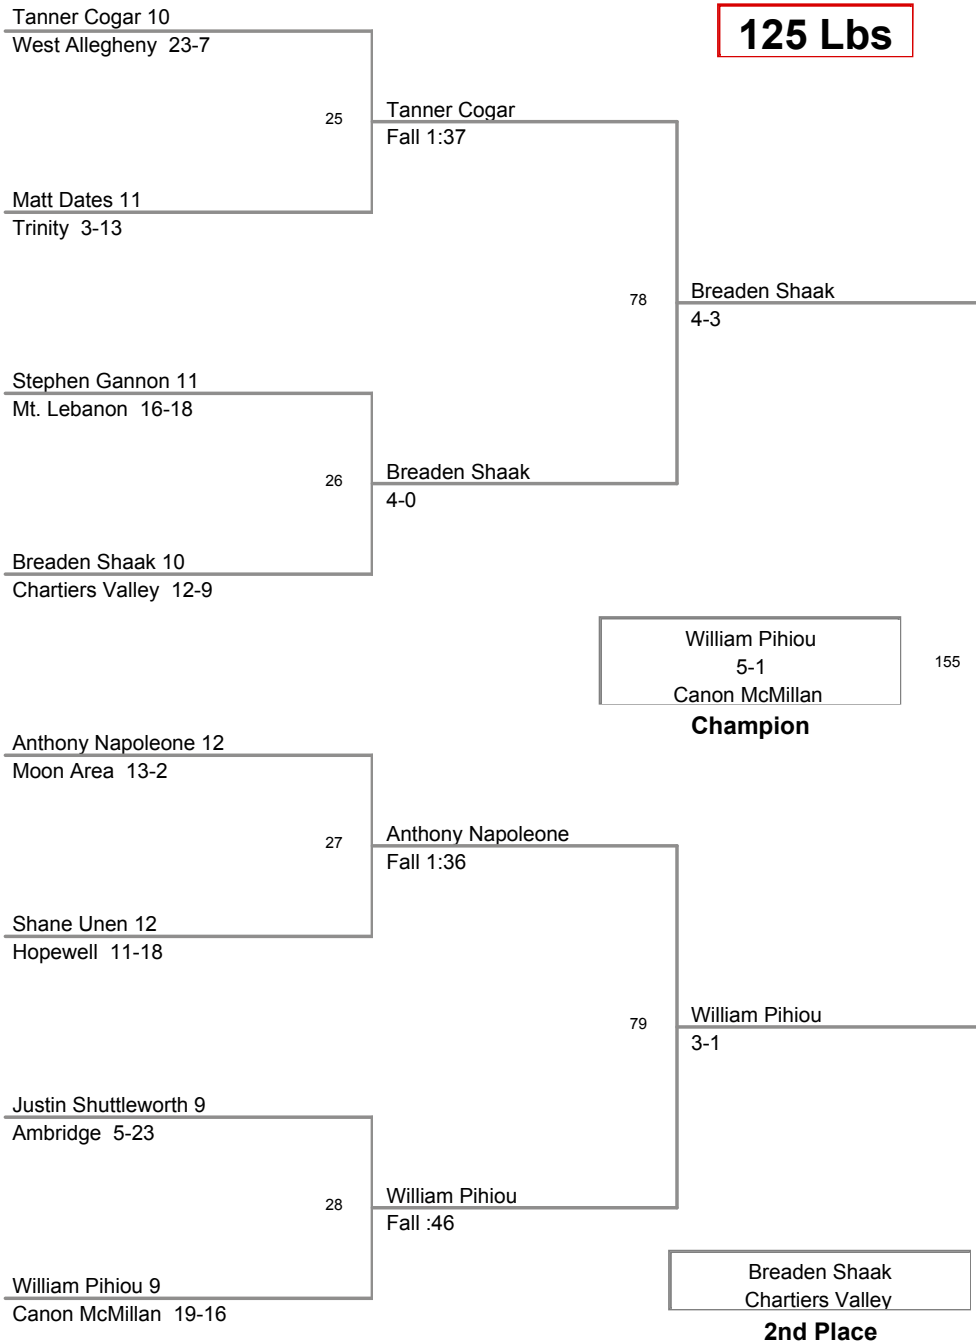 Tanner Cogar 10
West Allegheny 23-7
125 Lbs
25
Tanner Cogar
Fall 1:37
Matt Dates 11
Trinity 3-13
78
Breaden Shaak
4-3
Stephen Gannon 11
Mt. Lebanon 16-18
26
Breaden Shaak
4-0
Breaden Shaak 10
Chartiers Valley 12-9
William Pihiou
5-1
Canon McMillan
155
Champion
Anthony Napoleone 12
Moon Area 13-2
27
Anthony Napoleone
Fall 1:36
Shane Unen 12
Hopewell 11-18
79
William Pihiou
3-1
Justin Shuttleworth 9
Ambridge 5-23
28
William Pihiou
Fall :46
William Pihiou 9
Canon McMillan 19-16
Breaden Shaak
Chartiers Valley
2nd Place